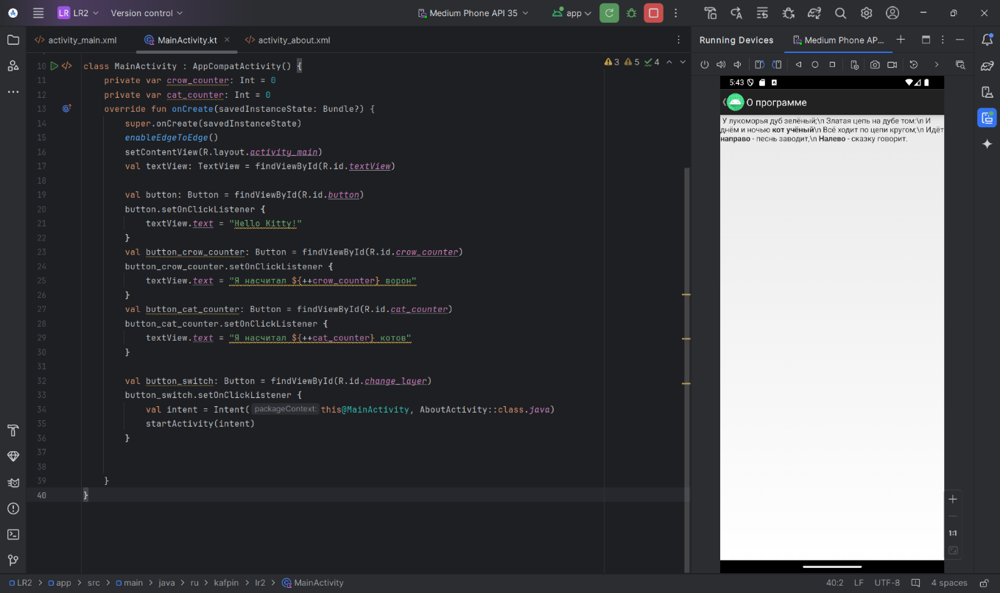 LR LR2 Version control Medium Phone API 35 app
activity_main.xml MainActivity.kt activity_about.xml Running Devices Medium Phone AP...
3 5 4
10 class MainActivity : AppCompatActivity() {
11 private var crow_counter: Int = 0
12 private var cat_counter: Int = 0
13 override fun onCreate(savedInstanceState: Bundle?) {
14 super.onCreate(savedInstanceState)
15 enableEdgeToEdge()
16 setContentView(R.layout.activity_main)
17 val textView: TextView = findViewById(R.id.textView)
18
19 val button: Button = findViewById(R.id.button)
20 button.setOnClickListener {
21 textView.text = "Hello Kitty!"
22 }
23 val button_crow_counter: Button = findViewById(R.id.crow_counter)
24 button_crow_counter.setOnClickListener {
25 textView.text = "Я насчитал ${++crow_counter} ворон"
26 }
27 val button_cat_counter: Button = findViewById(R.id.cat_counter)
28 button_cat_counter.setOnClickListener {
29 textView.text = "Я насчитал ${++cat_counter} котов"
30 }
31
32 val button_switch: Button = findViewById(R.id.change_layer)
33 button_switch.setOnClickListener {
34 val intent = Intent( packageContext: this@MainActivity, AboutActivity::class.java)
35 startActivity(intent)
36 }
37
38
39 }
40 }
5:43
О программе
У лукоморья дуб зелёный;\n Златая цепь на дубе том:\n И
днём и ночью кот учёный\n Всё ходит по цепи кругом;\n Идёт
направо - песнь заводит,\n Налево - сказку говорит.
1:1
LR2 > app > src > main > java > ru > kafpin > lr2 > MainActivity 40:2 LF UTF-8 4 spaces